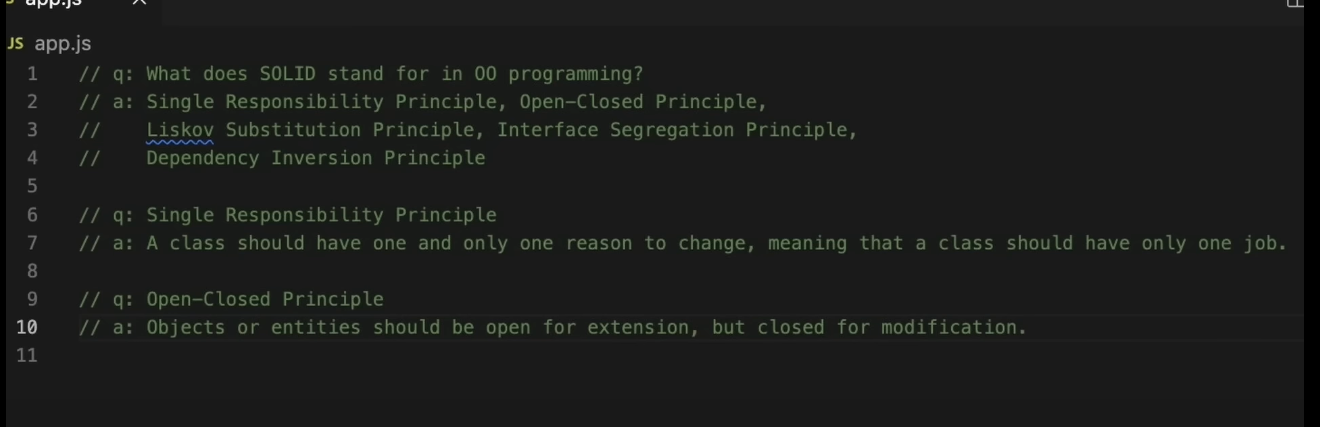 app.js
JS app.js
1 // q: What does SOLID stand for in OO programming?
2 // a: Single Responsibility Principle, Open-Closed Principle,
3 //    Liskov Substitution Principle, Interface Segregation Principle,
4 //    Dependency Inversion Principle
5
6 // q: Single Responsibility Principle
7 // a: A class should have one and only one reason to change, meaning that a class should have only one job.
8
9 // q: Open-Closed Principle
10 // a: Objects or entities should be open for extension, but closed for modification.
11